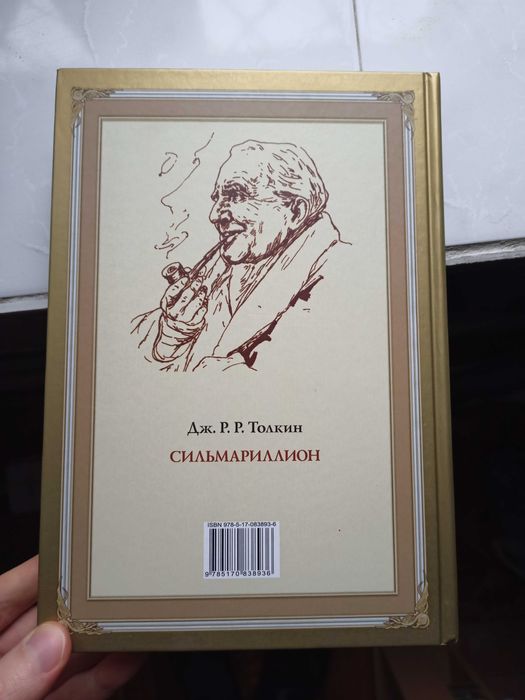 Дж. Р. Р. Толкин
СИЛЬМАРИЛЛИОН
ISBN 978-5-17-083893-6
9 785170 838936